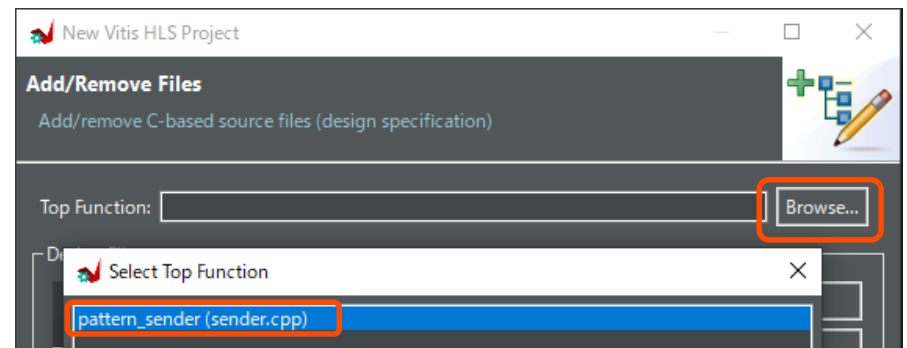 New Vitis HLS Project
Add/Remove Files
Add/remove C-based source files (design specification)
Top Function:
Browse...
Select Top Function
pattern_sender (sender.cpp)